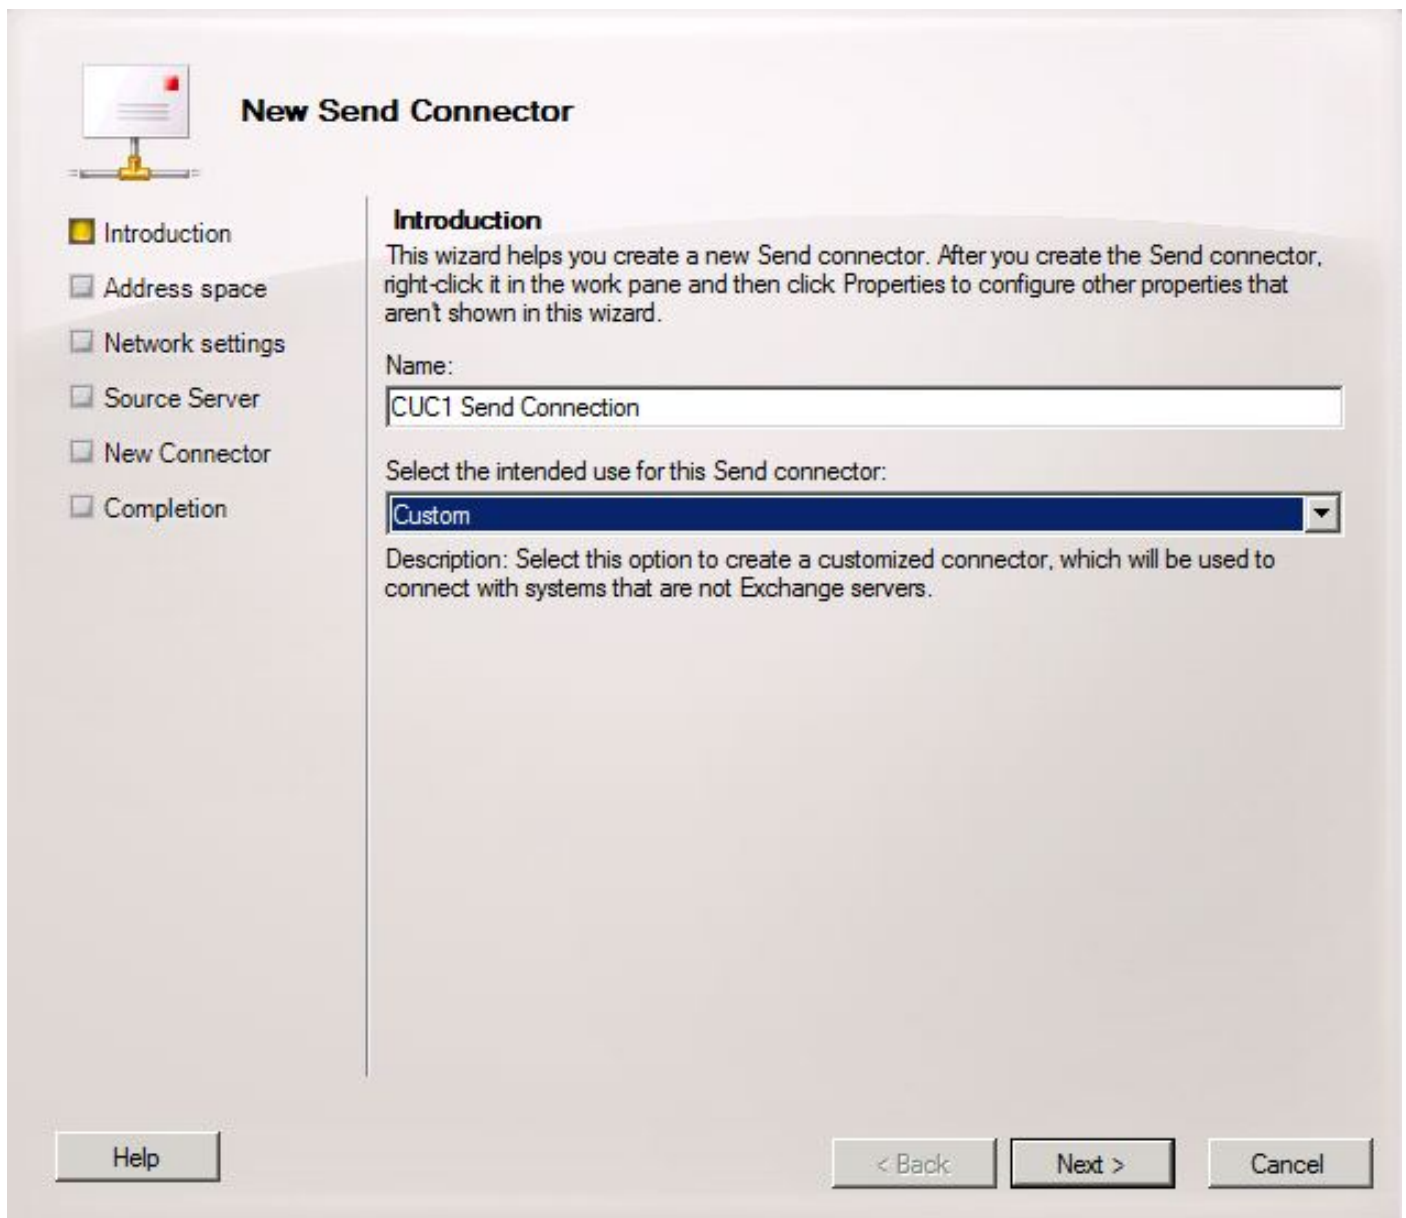 New Send Connector
Introduction
Address space
Network settings
Source Server
New Connector
Completion
Introduction
This wizard helps you create a new Send connector. After you create the Send connector,
right-click it in the work pane and then click Properties to configure other properties that
aren't shown in this wizard.
Name:
CUC1 Send Connection
Select the intended use for this Send connector:
Custom
Description: Select this option to create a customized connector, which will be used to
connect with systems that are not Exchange servers.
Help
< Back
Next >
Cancel